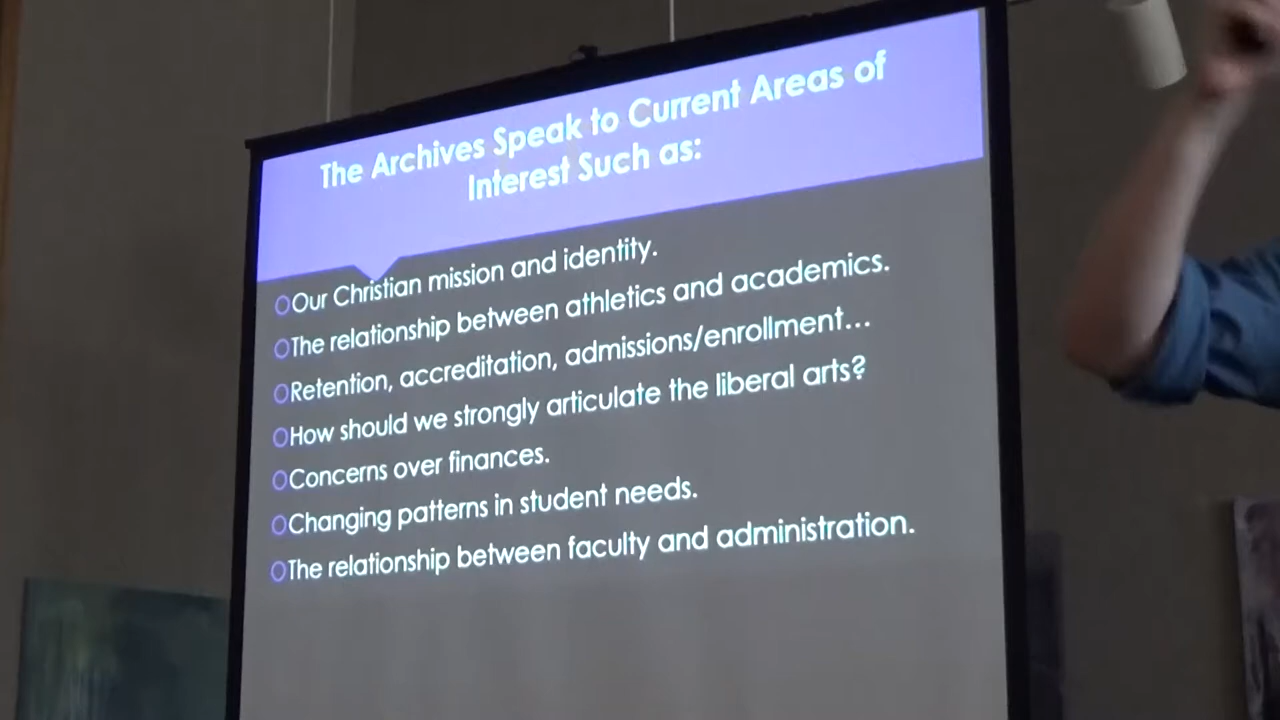 The Archives Speak to Current Areas of
Interest Such as:
Our Christian mission and identity.
The relationship between athletics and academics.
Retention, accreditation, admissions/enrollment...
How should we strongly articulate the liberal arts?
Concerns over finances.
Changing patterns in student needs.
The relationship between faculty and administration.